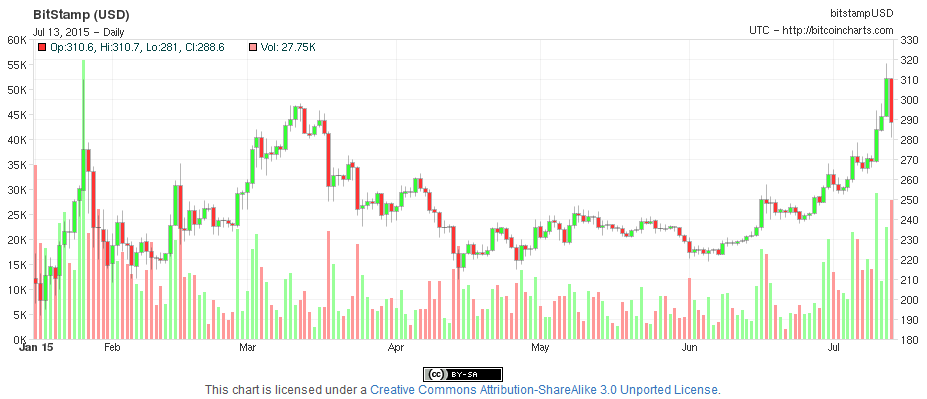 BitStamp (USD)
bitstampUSD
Jul 13, 2015 – Daily
UTC – http://bitcoincharts.com
60K
330
Op:310.6, Hi:310.7, Lo:281, Cl:288.6
Vol: 27.75K
55K
320
50K
310
300
45K
290
40K
280
35K
270
30K
260
250
25K
240
20K
230
15K
220
210
10K
200
5K
190
0K
180
Jan 15
Feb
Mar
Apr
May
Jun
Jul
(cc) BY-SA
This chart is licensed under a Creative Commons Attribution-ShareAlike 3.0 Unported License.